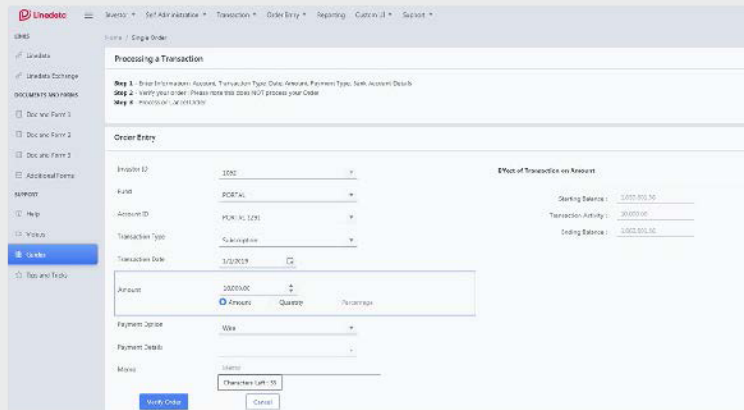 Linedata
Investor Self Administration Transaction Order Entry Reporting Custom UI Support
LINKS
Home / Single Order
Linedata
Linedata Exchange
DOCUMENTS AND FORMS
Doc and Form 1
Doc and Form 2
Doc and Form 3
Additional Forms
SUPPORT
Help
Videos
Guides
Tips and Tricks
Processing a Transaction
Step 1 - Enter Information: Account, Transaction Type, Date, Amount, Payment Type, Bank Account Details
Step 2 - Verify your order. Please note this does NOT process your Order
Step 3 - Process or Cancel Order
Order Entry
Investor ID
Effect of Transaction on Amount
Fund PORTAL
Starting Balance :
Account ID PORTAL
Transaction Activity : 10,000.00
Transaction Type Subscription
Ending Balance :
Transaction Date 1/1/2019
Amount 10,000.00
Amount Quantity Percentage
Payment Option Wire
Payment Details
Memo Memo
Characters Left : 35
Verify Order Cancel